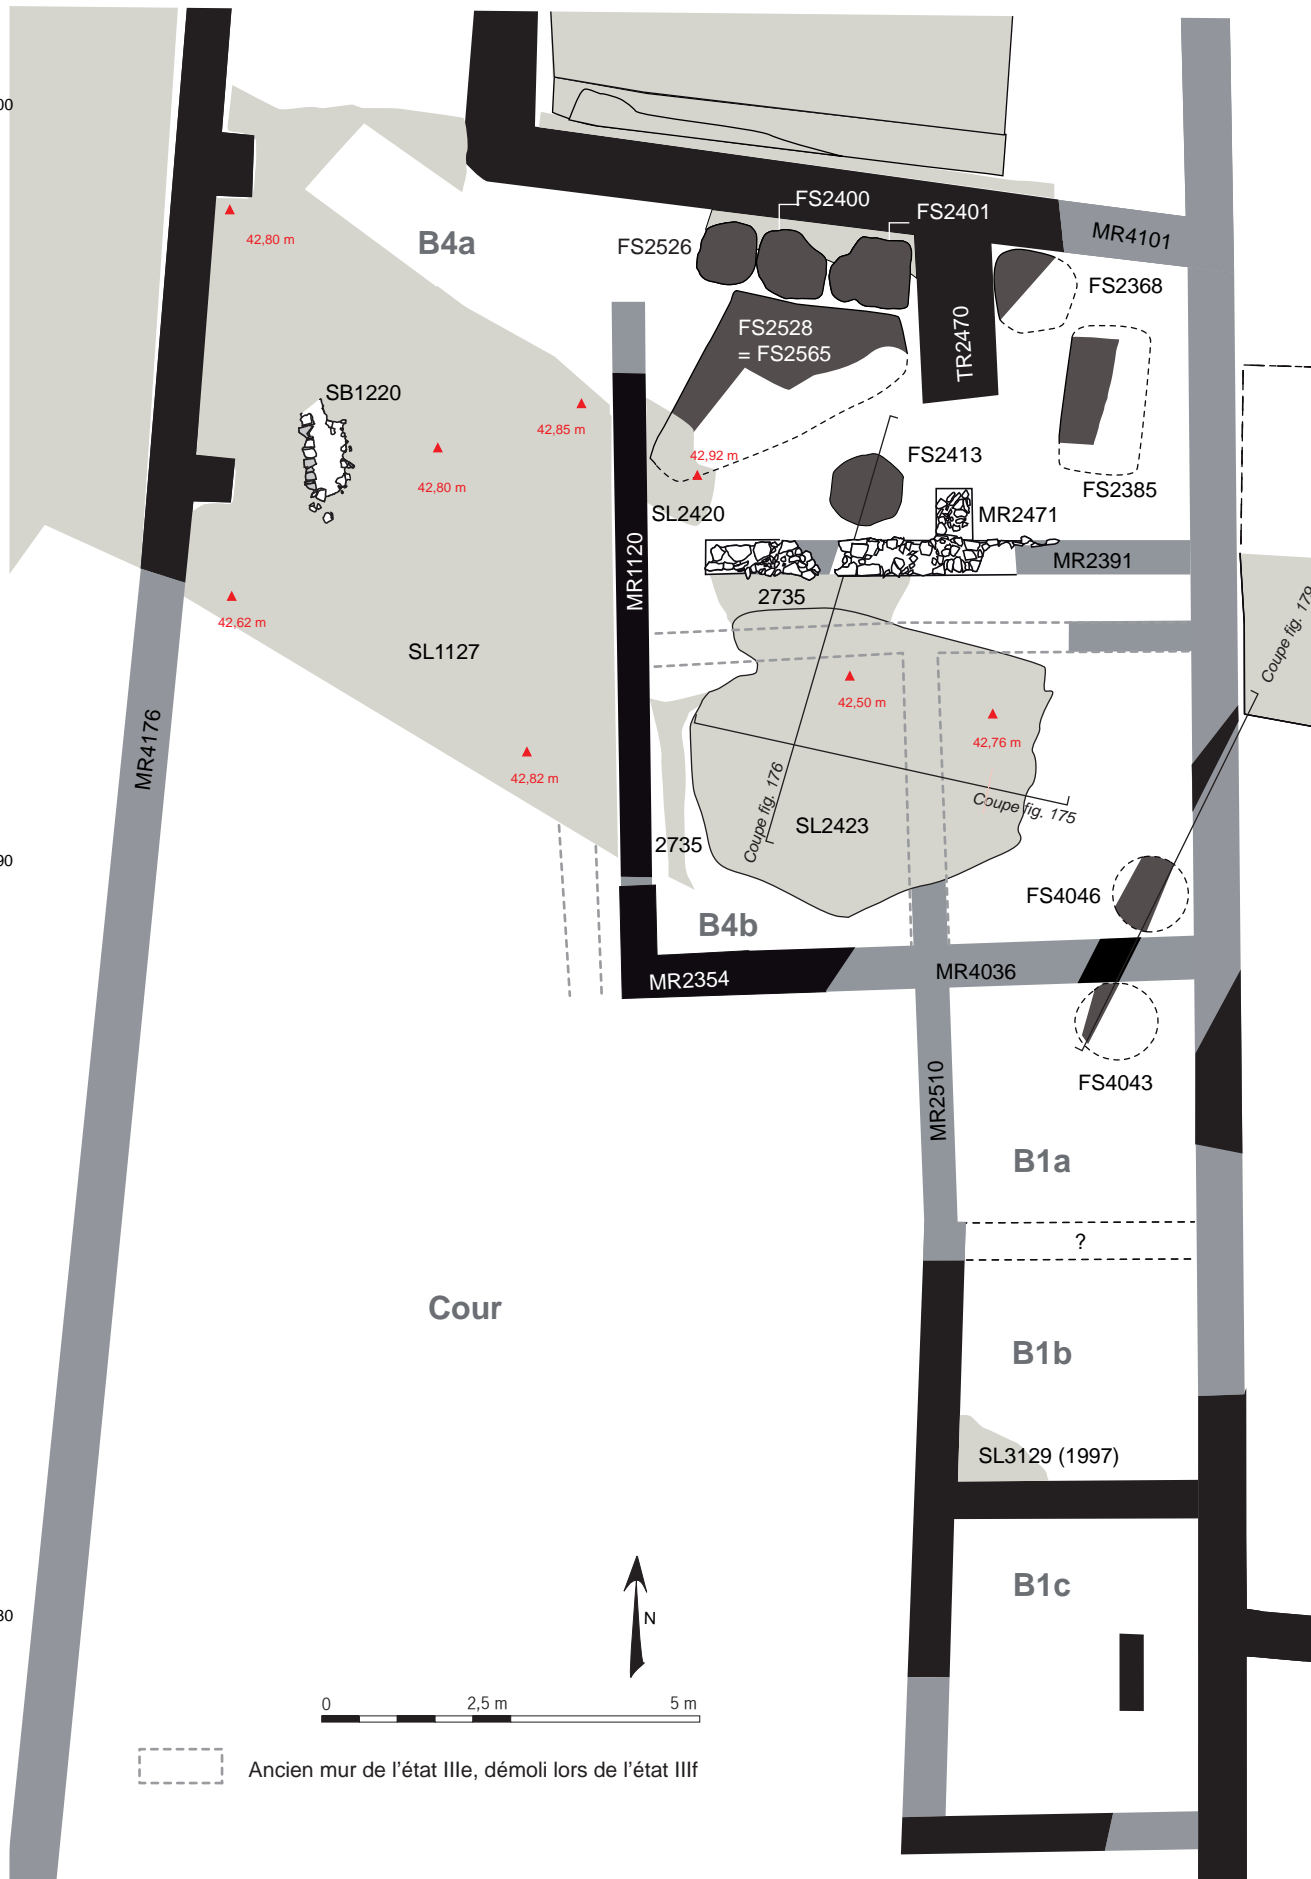 00
FS2400
FS2401
42,80 m
B4a
FS2526
MR4101
FS2368
FS2528
= FS2565
TR2470
SB1220
42,85 m
42,80 m
42,92 m
FS2413
FS2385
SL2420
MR2471
MR1120
MR2391
2735
42,62 m
SL1127
Coupe fig. 179
42,50 m
42,76 m
MR4176
42,82 m
Coupe fig. 176
Coupe fig. 175
SL2423
2735
90
FS4046
B4b
MR2354
MR4036
FS4043
MR2510
B1a
?
Cour
B1b
SL3129 (1997)
B1c
N
80
0 2,5 m 5 m
Ancien mur de l'état IIIe, démoli lors de l'état IIIf